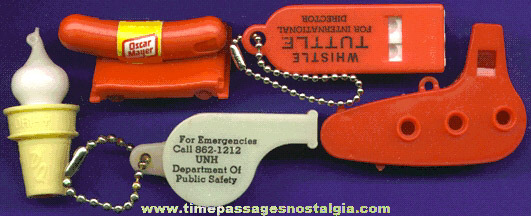 Oscar
Mayer
WHISTLE
TUTTLE
FOR INTERNATIONAL
DIRECTOR
For Emergencies
Call 862-1212
UNH
Department Of
Public Safety
www.timepassagesnostalgia.com